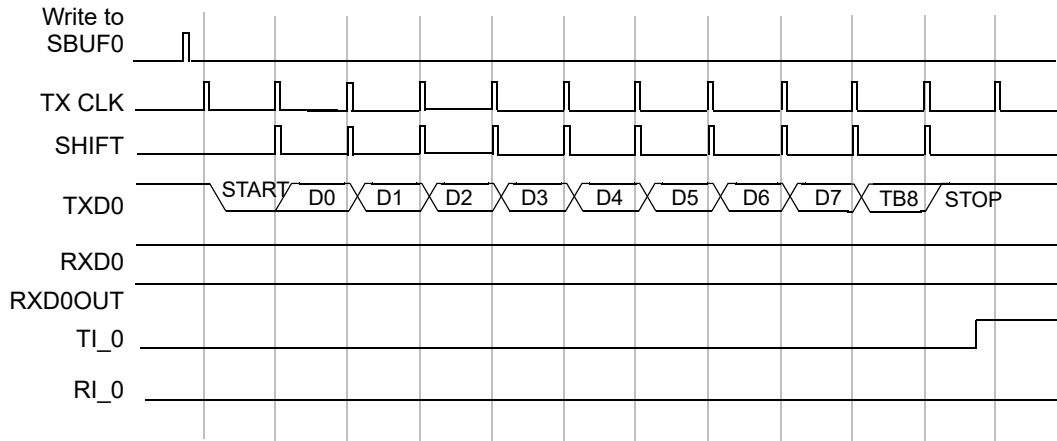 Write to
SBUF0
TX CLK
SHIFT
TXD0 START D0 D1 D2 D3 D4 D5 D6 D7 TB8 STOP
RXD0
RXD0OUT
TI_0
RI_0